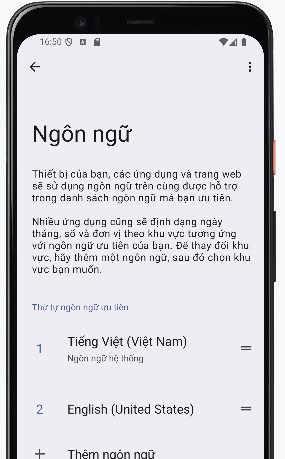 16:50
Ngôn ngữ
Thiết bị của bạn, các ứng dụng và trang web
sẽ sử dụng ngôn ngữ trên cùng được hỗ trợ
trong danh sách ngôn ngữ mà bạn ưu tiên.
Nhiều ứng dụng cũng sẽ định dạng ngày
tháng, số và đơn vị theo khu vực tương ứng
với ngôn ngữ ưu tiên của bạn. Để thay đổi khu
vực, hãy thêm một ngôn ngữ, sau đó chọn khu
vực bạn muốn.
Thứ tự ngôn ngữ ưu tiên
1 Tiếng Việt (Việt Nam)
Ngôn ngữ hệ thống
2 English (United States)
+ Thêm ngôn ngữ